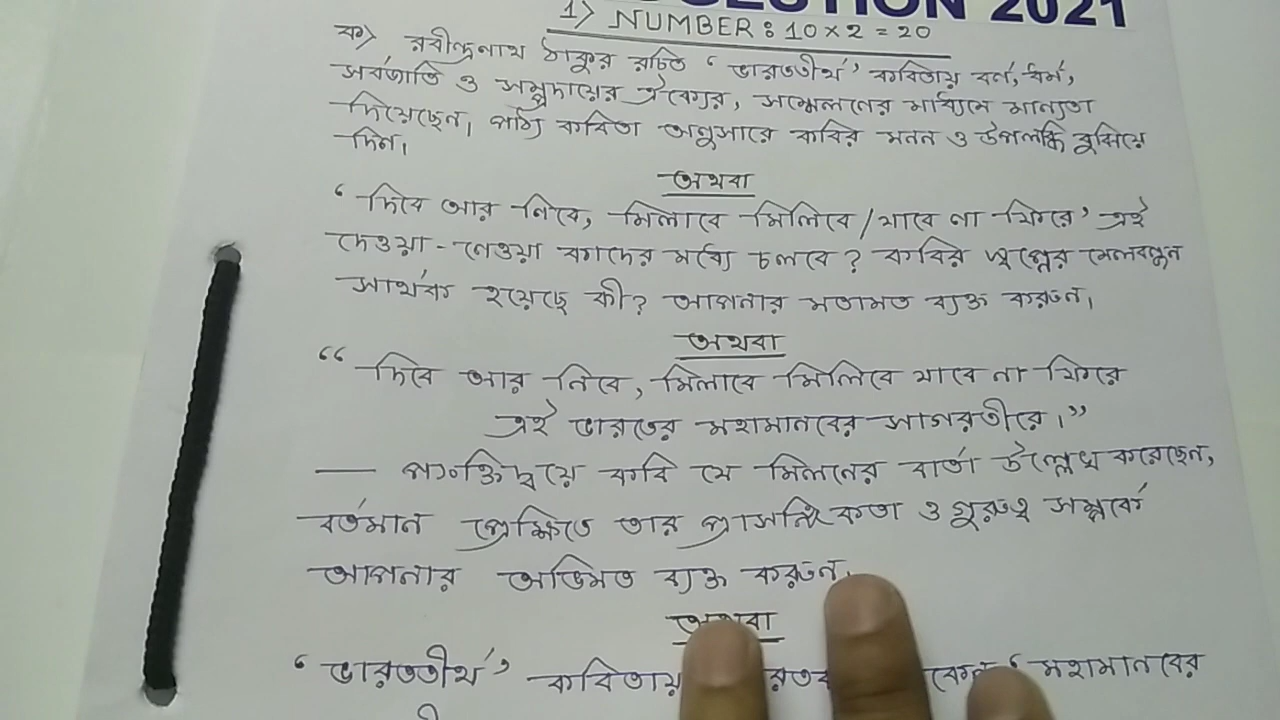 QUESTION 2021
1) NUMBER : 10 × 2 = 20
ক) রবীন্দ্রনাথ ঠাকুর রচিত ‘ভারততীর্থ’ কবিতায় বর্ণ, ধর্ম,
সর্বজাতি ও সম্প্রদায়ের ঐক্যের, সম্মেলনের মাধ্যমে মান্যতা
দিয়েছেন। পাঠ্য কবিতা অনুসারে কবির মনন ও উপলব্ধি বুঝিয়ে
দিন।
অথবা
‘দিবে আর নিবে, মিলাবে মিলিবে / যাবে না ফিরে’ এই
দেওয়া - নেওয়া কাদের মধ্যে চলবে? কবির স্বপ্নের মেলবন্ধন
সার্থক হয়েছে কী? আপনার মতামত ব্যক্ত করুন।
অথবা
“দিবে আর নিবে, মিলাবে মিলিবে যাবে না ফিরে
এই ভারতের মহামানবের সাগরতীরে।”
— পংক্তিদ্বয়ে কবি যে মিলনের বার্তা উল্লেখ করেছেন,
বর্তমান প্রেক্ষিতে তার প্রাসঙ্গিকতা ও গুরুত্ব সম্পর্কে
আপনার অভিমত ব্যক্ত করুন।
অথবা
‘ভারততীর্থ’ কবিতায় কেন ‘মহামানবের